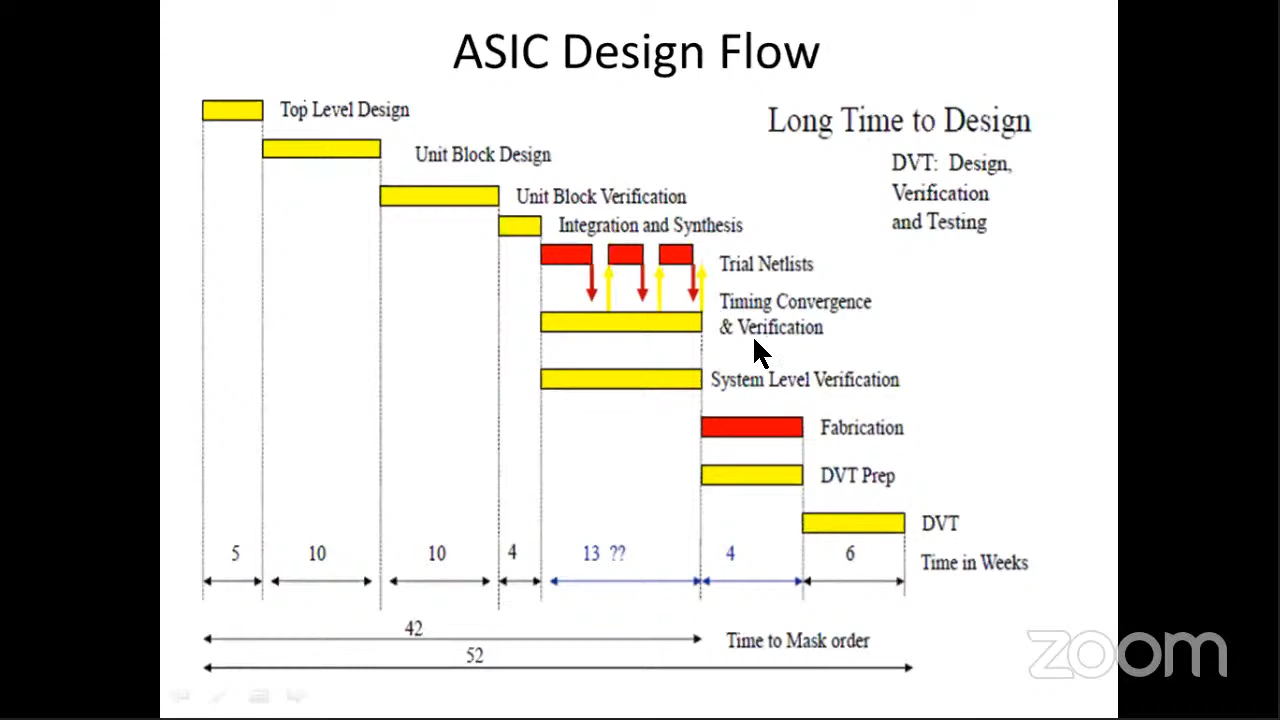 ASIC Design Flow
Top Level Design
Long Time to Design
Unit Block Design
DVT: Design,
Verification
and Testing
Unit Block Verification
Integration and Synthesis
Trial Netlists
Timing Convergence
& Verification
System Level Verification
Fabrication
DVT Prep
DVT
5 10 10 4 13 ?? 4 6
Time in Weeks
42
Time to Mask order
52
zoom